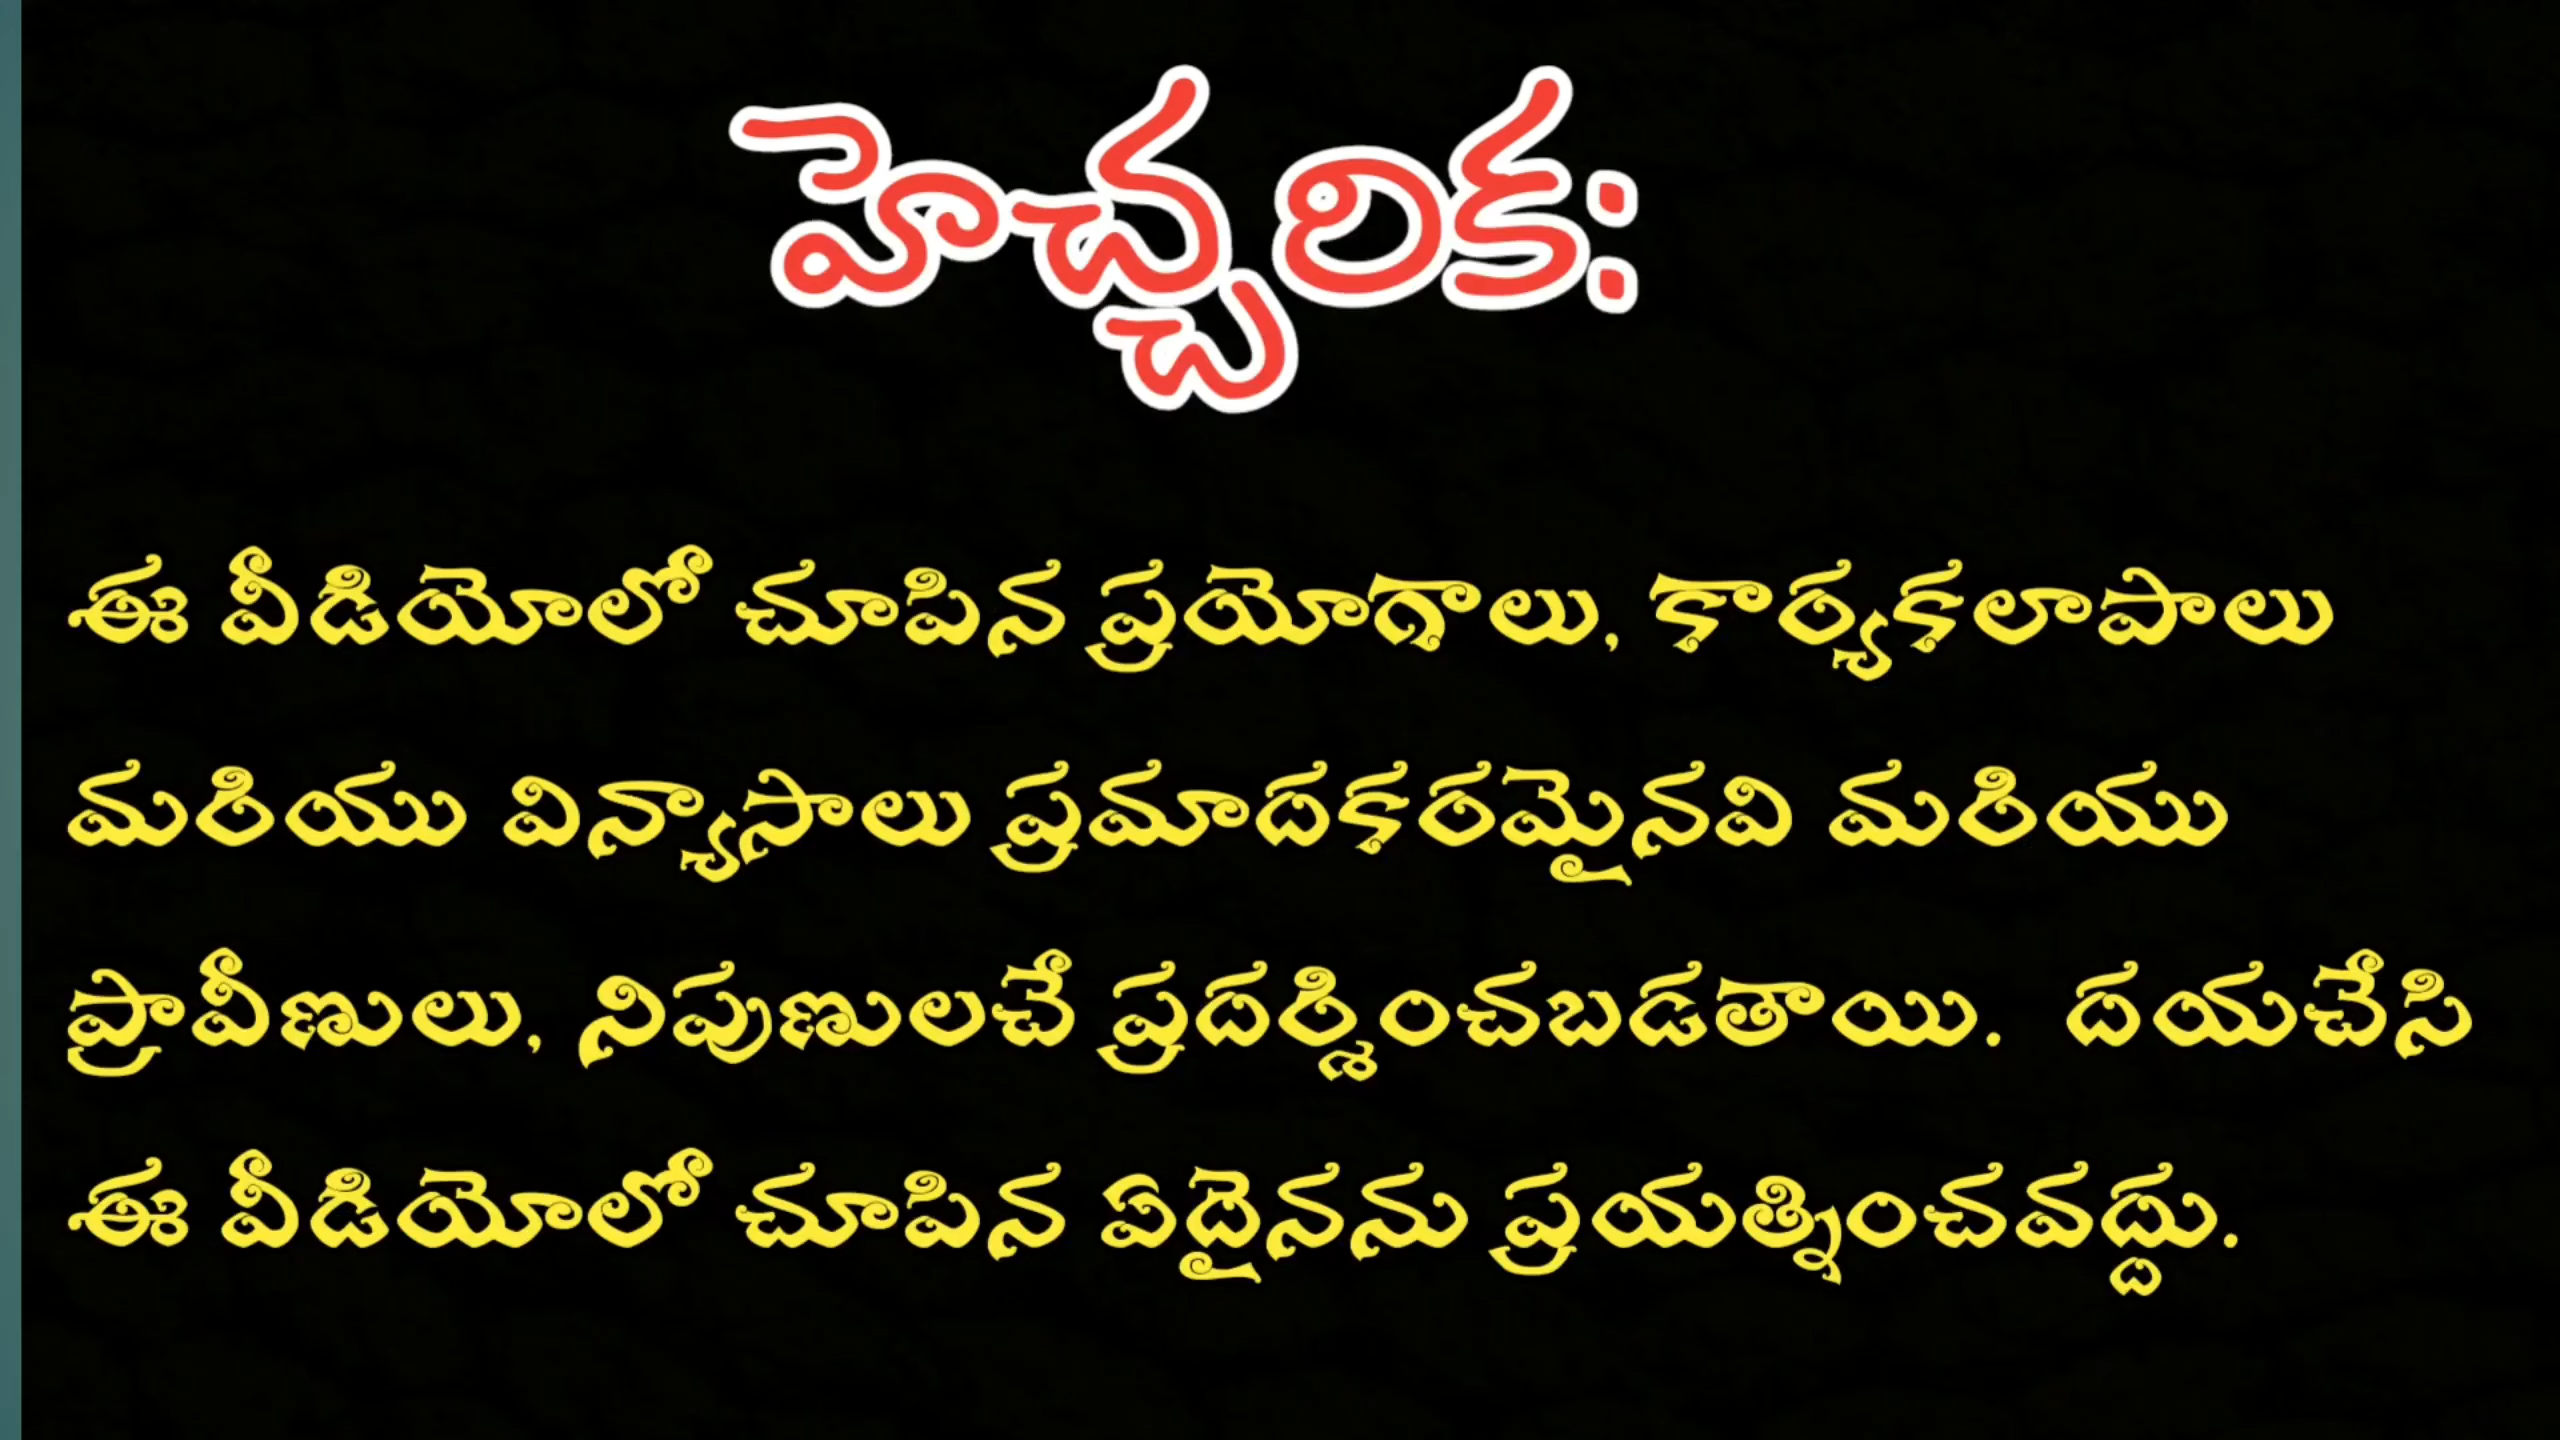 హెచ్చరిక:
ఈ వీడియోలో చూపిన ప్రయోగాలు, కార్యకలాపాలు
మరియు విన్యాసాలు ప్రమాదకరమైనవి మరియు
ప్రావీణులు, నిపుణులచే ప్రదర్శించబడతాయి.  దయచేసి
ఈ వీడియోలో చూపిన ఏదైనను ప్రయత్నించవద్దు.